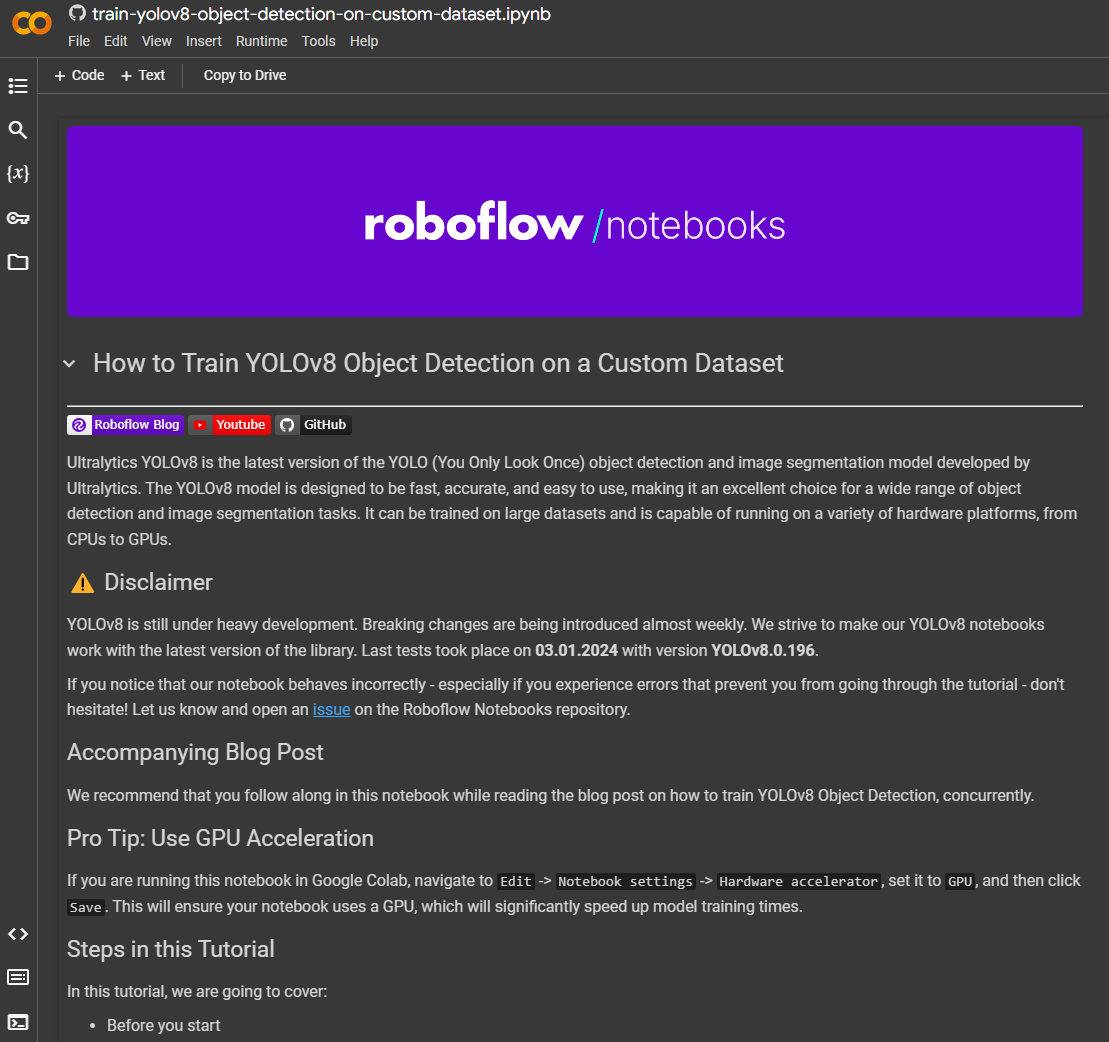 train-yolov8-object-detection-on-custom-dataset.ipynb
File Edit View Insert Runtime Tools Help
+ Code + Text Copy to Drive
{x}
roboflow /notebooks
How to Train YOLOv8 Object Detection on a Custom Dataset
Roboflow Blog Youtube GitHub
Ultralytics YOLOv8 is the latest version of the YOLO (You Only Look Once) object detection and image segmentation model developed by
Ultralytics. The YOLOv8 model is designed to be fast, accurate, and easy to use, making it an excellent choice for a wide range of object
detection and image segmentation tasks. It can be trained on large datasets and is capable of running on a variety of hardware platforms, from
CPUs to GPUs.
Disclaimer
YOLOv8 is still under heavy development. Breaking changes are being introduced almost weekly. We strive to make our YOLOv8 notebooks
work with the latest version of the library. Last tests took place on 03.01.2024 with version YOLOv8.0.196.
If you notice that our notebook behaves incorrectly - especially if you experience errors that prevent you from going through the tutorial - don't
hesitate! Let us know and open an issue on the Roboflow Notebooks repository.
Accompanying Blog Post
We recommend that you follow along in this notebook while reading the blog post on how to train YOLOv8 Object Detection, concurrently.
Pro Tip: Use GPU Acceleration
If you are running this notebook in Google Colab, navigate to Edit -> Notebook settings -> Hardware accelerator, set it to GPU, and then click
Save. This will ensure your notebook uses a GPU, which will significantly speed up model training times.
Steps in this Tutorial
In this tutorial, we are going to cover:
• Before you start